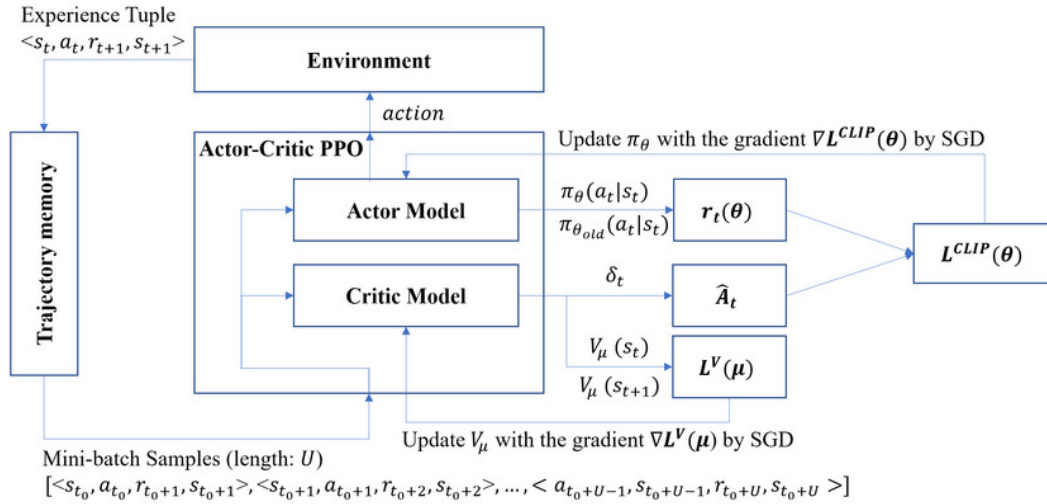 Experience Tuple
<s_t, a_t, r_{t+1}, s_{t+1}>
Environment
action
Actor-Critic PPO
Update π_θ with the gradient ∇L^{CLIP}(θ) by SGD
Trajectory memory
Actor Model
π_θ(a_t|s_t)
π_{θ_{old}}(a_t|s_t)
r_t(θ)
L^{CLIP}(θ)
Critic Model
δ_t
Â_t
V_μ(s_t)
V_μ(s_{t+1})
L^V(μ)
Update V_μ with the gradient ∇L^V(μ) by SGD
Mini-batch Samples (length: U)
[<s_{t_0}, a_{t_0}, r_{t_0+1}, s_{t_0+1}>, <s_{t_0+1}, a_{t_0+1}, r_{t_0+2}, s_{t_0+2}>, ..., < a_{t_0+U-1}, s_{t_0+U-1}, r_{t_0+U}, s_{t_0+U} >]